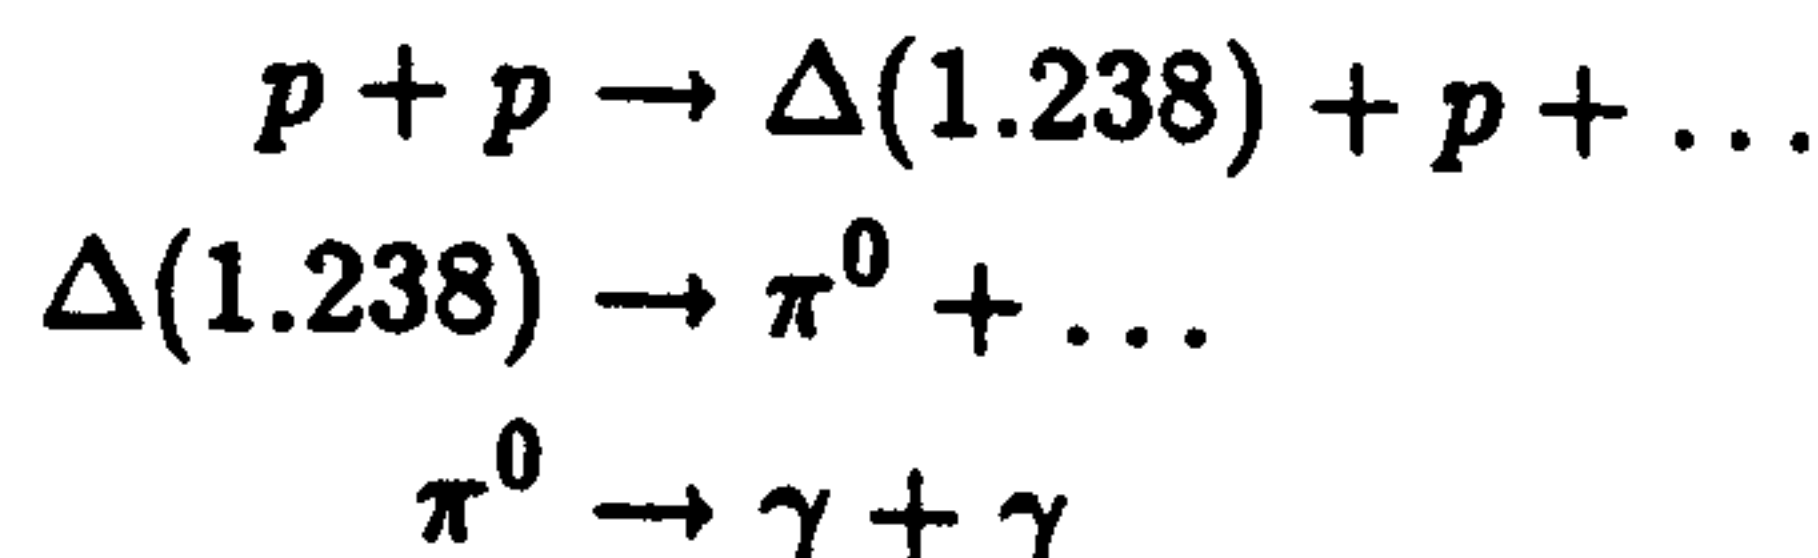 p + p → Δ(1.238) + p + ...
Δ(1.238) → π⁰ + ...
π⁰ → γ + γ